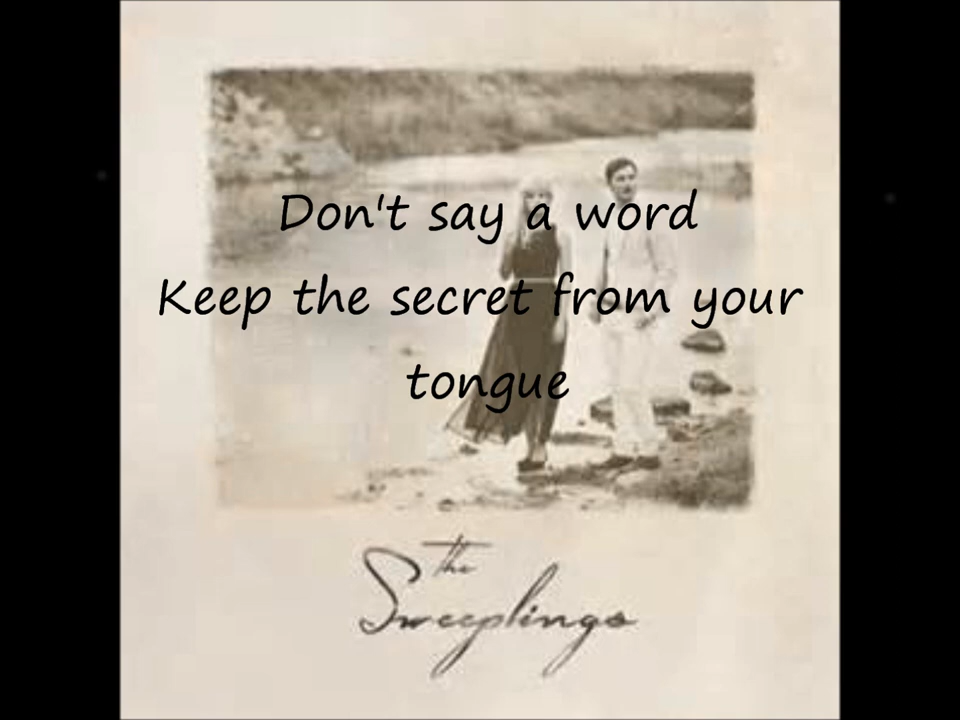 Don't say a word
Keep the secret from your
tongue
the
Sweeplings